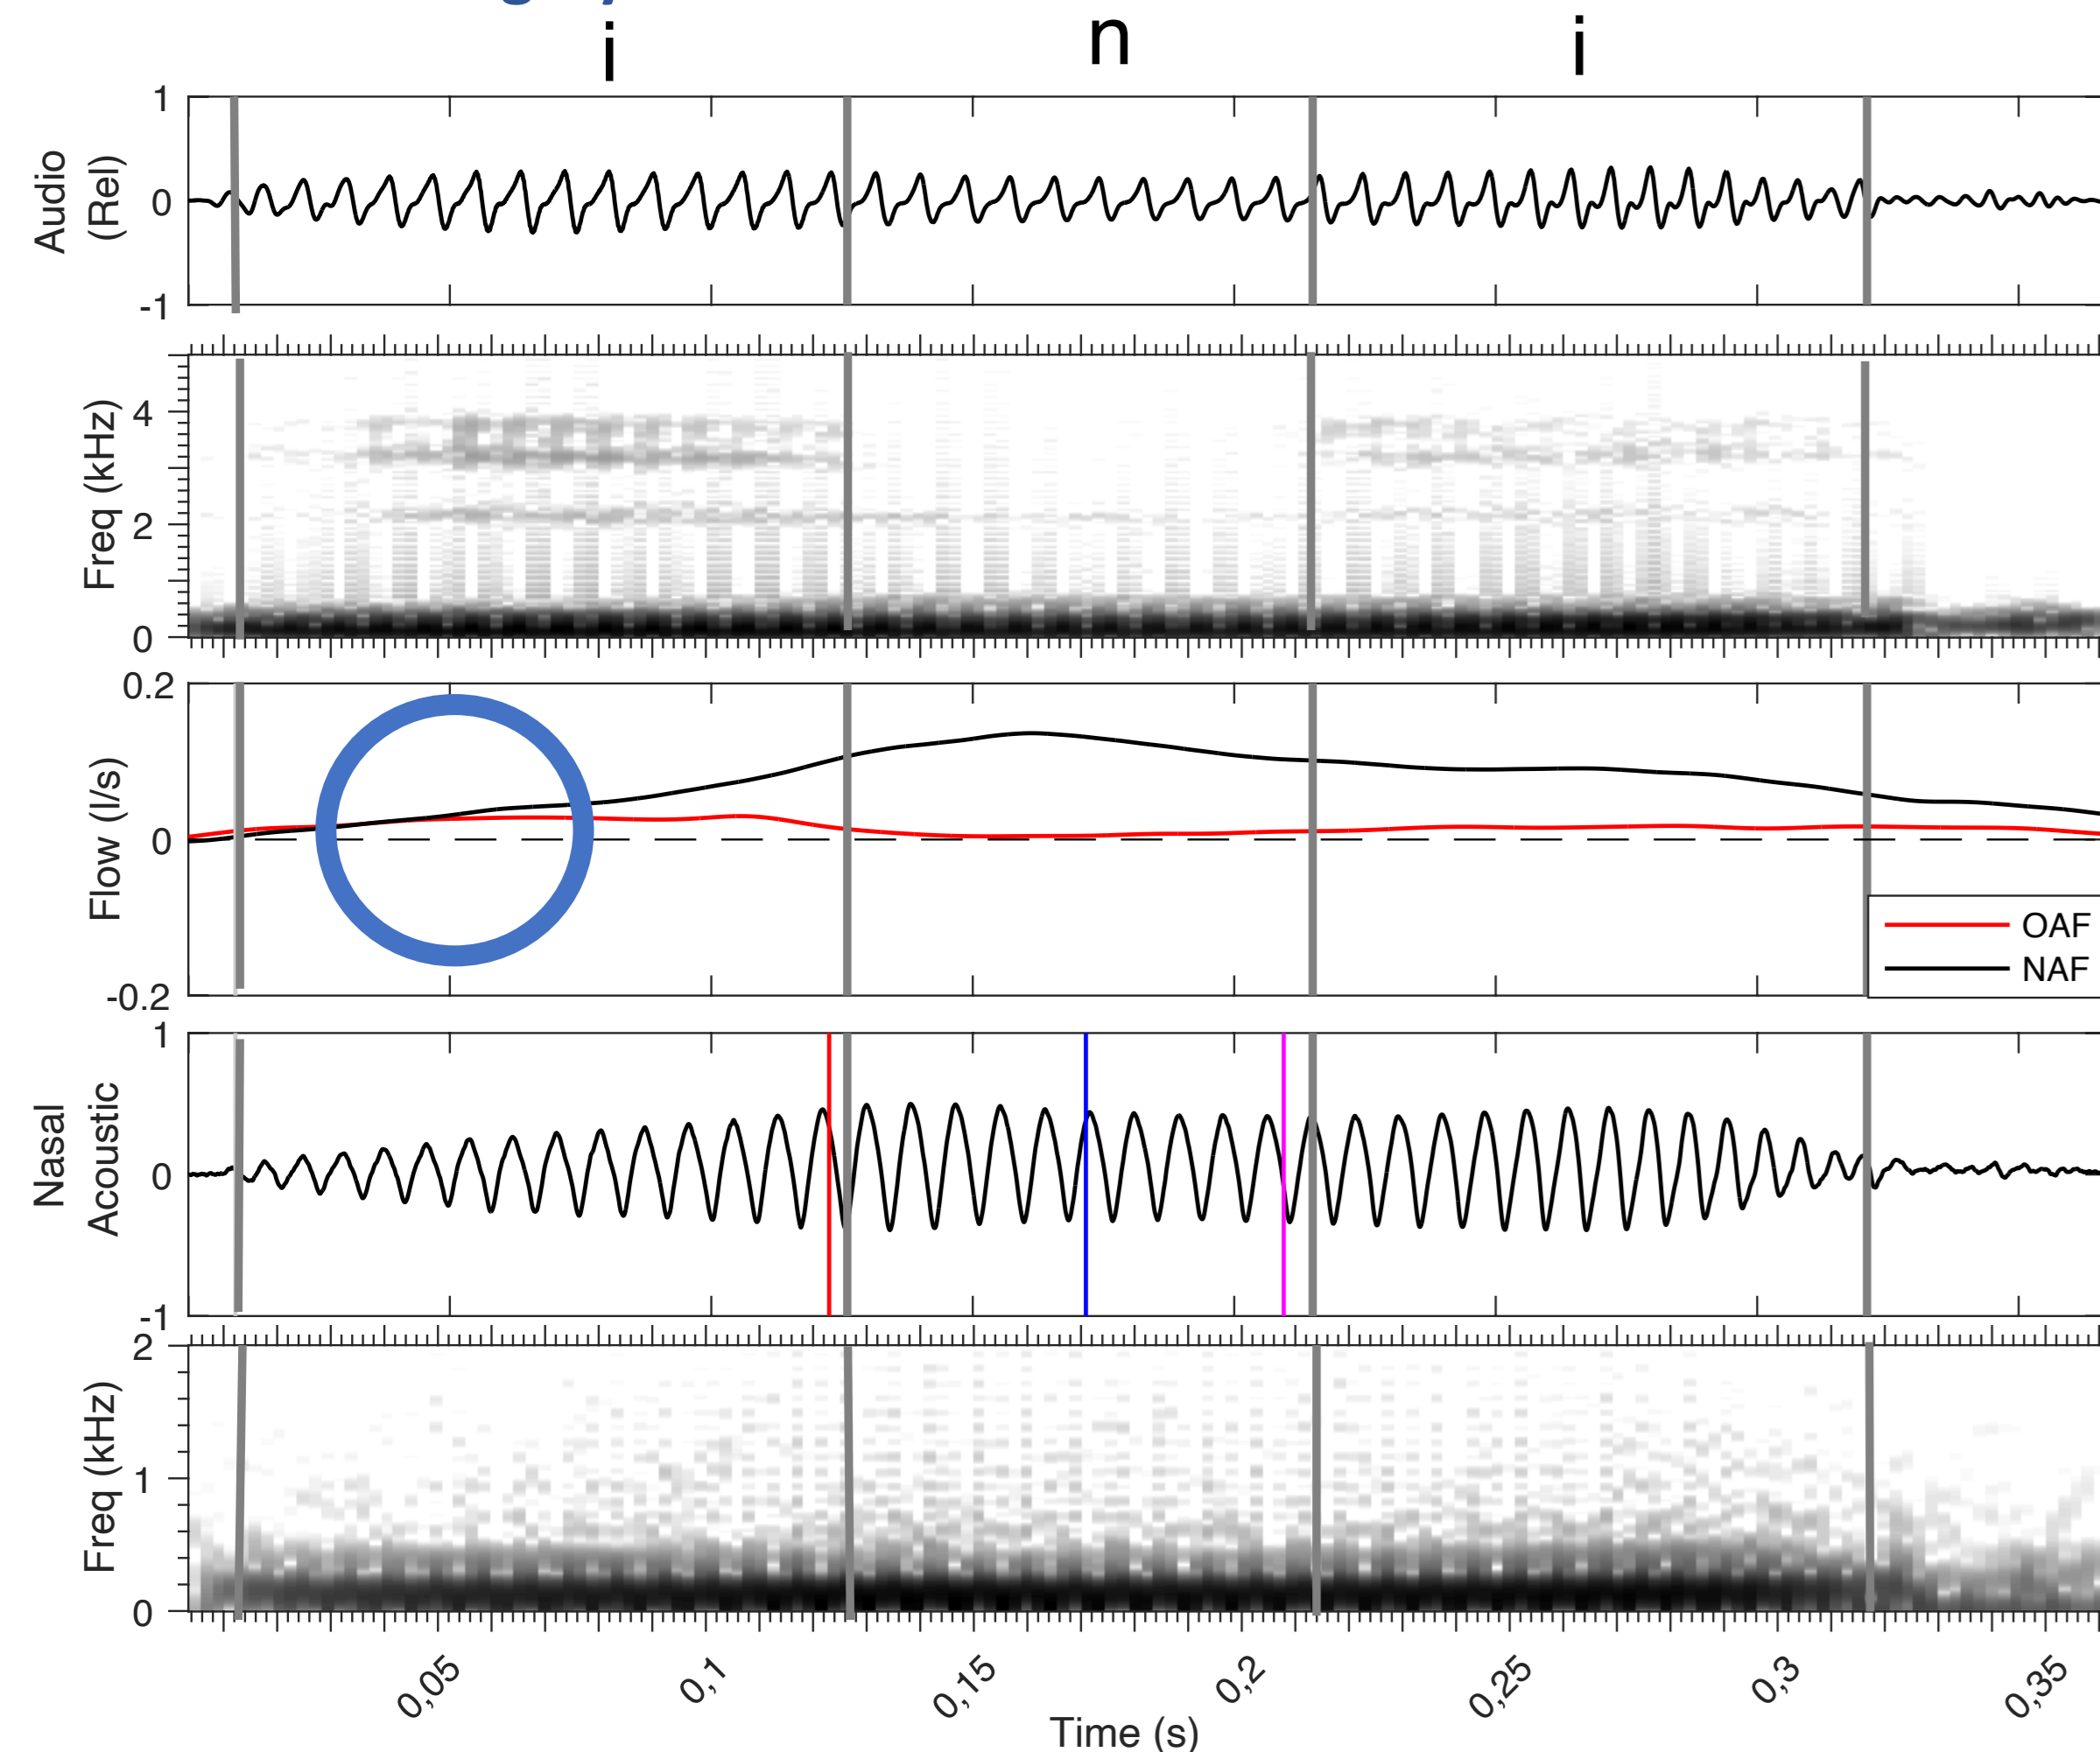 i n i
Audio
(Rel)
1
0
-1
Freq (kHz)
4
2
0
Flow (l/s)
0.2
0
-0.2
OAF
NAF
Nasal
Acoustic
1
0
-1
Freq (kHz)
2
1
0
0,05 0,1 0,15 0,2 0,25 0,3 0,35
Time (s)